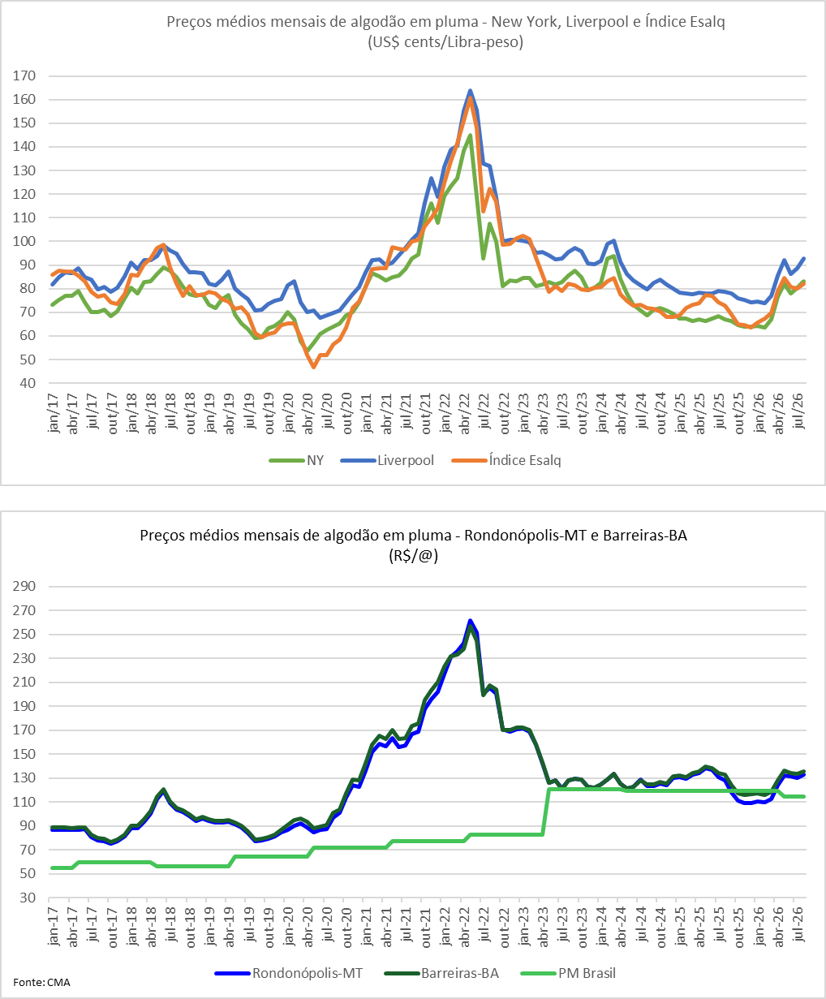 Preços médios mensais de algodão em pluma - New York, Liverpool e Índice Esalq
(US$ cents/Libra-peso)
170
160
150
140
130
120
110
100
90
80
70
60
50
40
jan/17
abr/17
jul/17
out/17
jan/18
abr/18
jul/18
out/18
jan/19
abr/19
jul/19
out/19
jan/20
abr/20
jul/20
out/20
jan/21
abr/21
jul/21
out/21
jan/22
abr/22
jul/22
out/22
jan/23
abr/23
jul/23
out/23
jan/24
abr/24
jul/24
out/24
jan/25
abr/25
jul/25
out/25
jan/26
abr/26
jul/26
NY Liverpool Índice Esalq
Preços médios mensais de algodão em pluma - Rondonópolis-MT e Barreiras-BA
(R$/@)
290
270
250
230
210
190
170
150
130
110
90
70
50
30
jan-17
abr-17
jul-17
out-17
jan-18
abr-18
jul-18
out-18
jan-19
abr-19
jul-19
out-19
jan-20
abr-20
jul-20
out-20
jan-21
abr-21
jul-21
out-21
jan-22
abr-22
jul-22
out-22
jan-23
abr-23
jul-23
out-23
jan-24
abr-24
jul-24
out-24
jan-25
abr-25
jul-25
out-25
jan-26
abr-26
jul-26
Rondonópolis-MT Barreiras-BA PM Brasil
Fonte: CMA